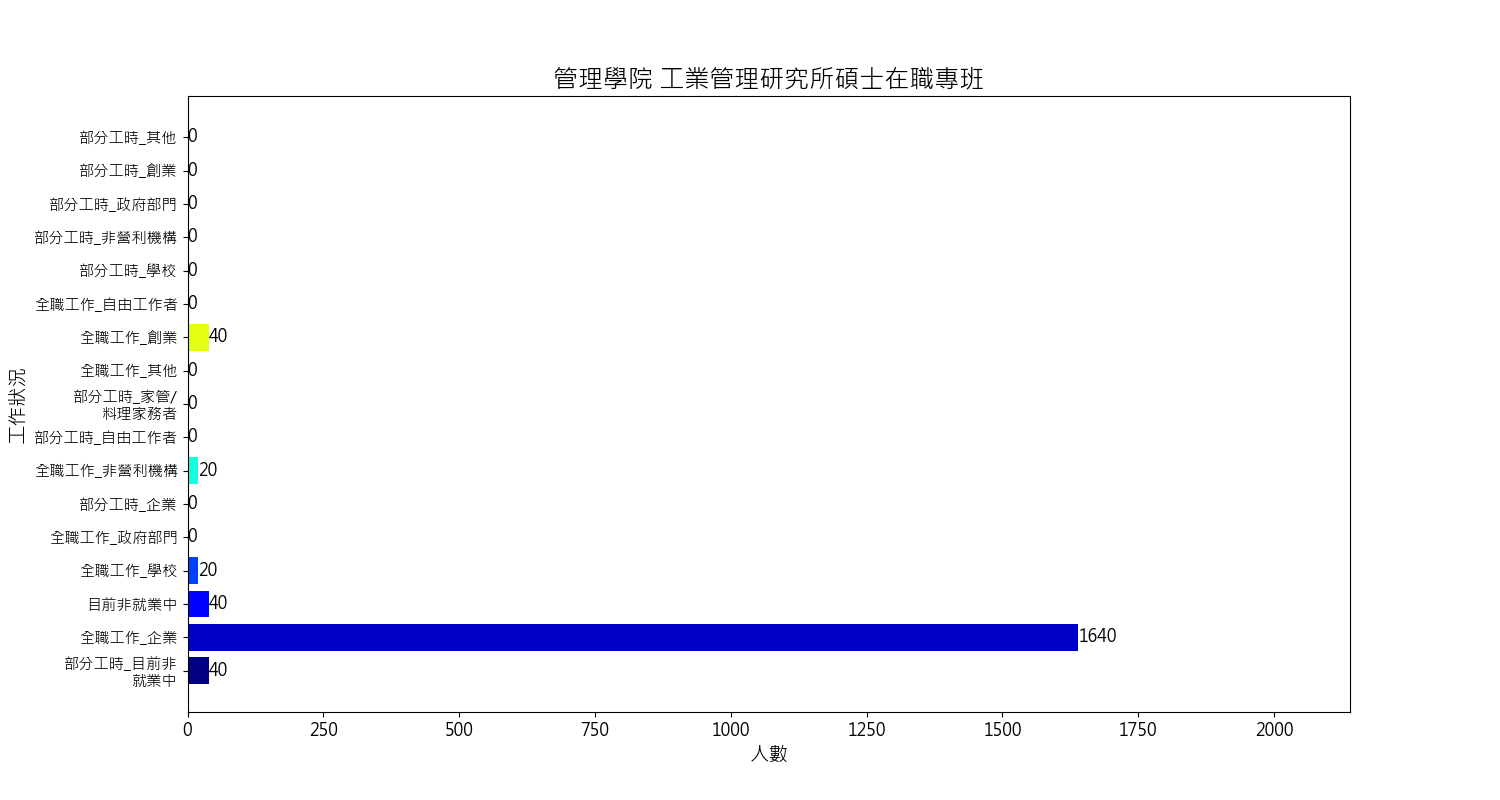 管理學院 工業管理研究所碩士在職專班
工作狀況
部分工時_其他 0
部分工時_創業 0
部分工時_政府部門 0
部分工時_非營利機構 0
部分工時_學校 0
全職工作_自由工作者 0
全職工作_創業 40
全職工作_其他 0
部分工時_家管/
料理家務者 0
部分工時_自由工作者 0
全職工作_非營利機構 20
部分工時_企業 0
全職工作_政府部門 0
全職工作_學校 20
目前非就業中 40
全職工作_企業 1640
部分工時_目前非
就業中 40
0 250 500 750 1000 1250 1500 1750 2000
人數